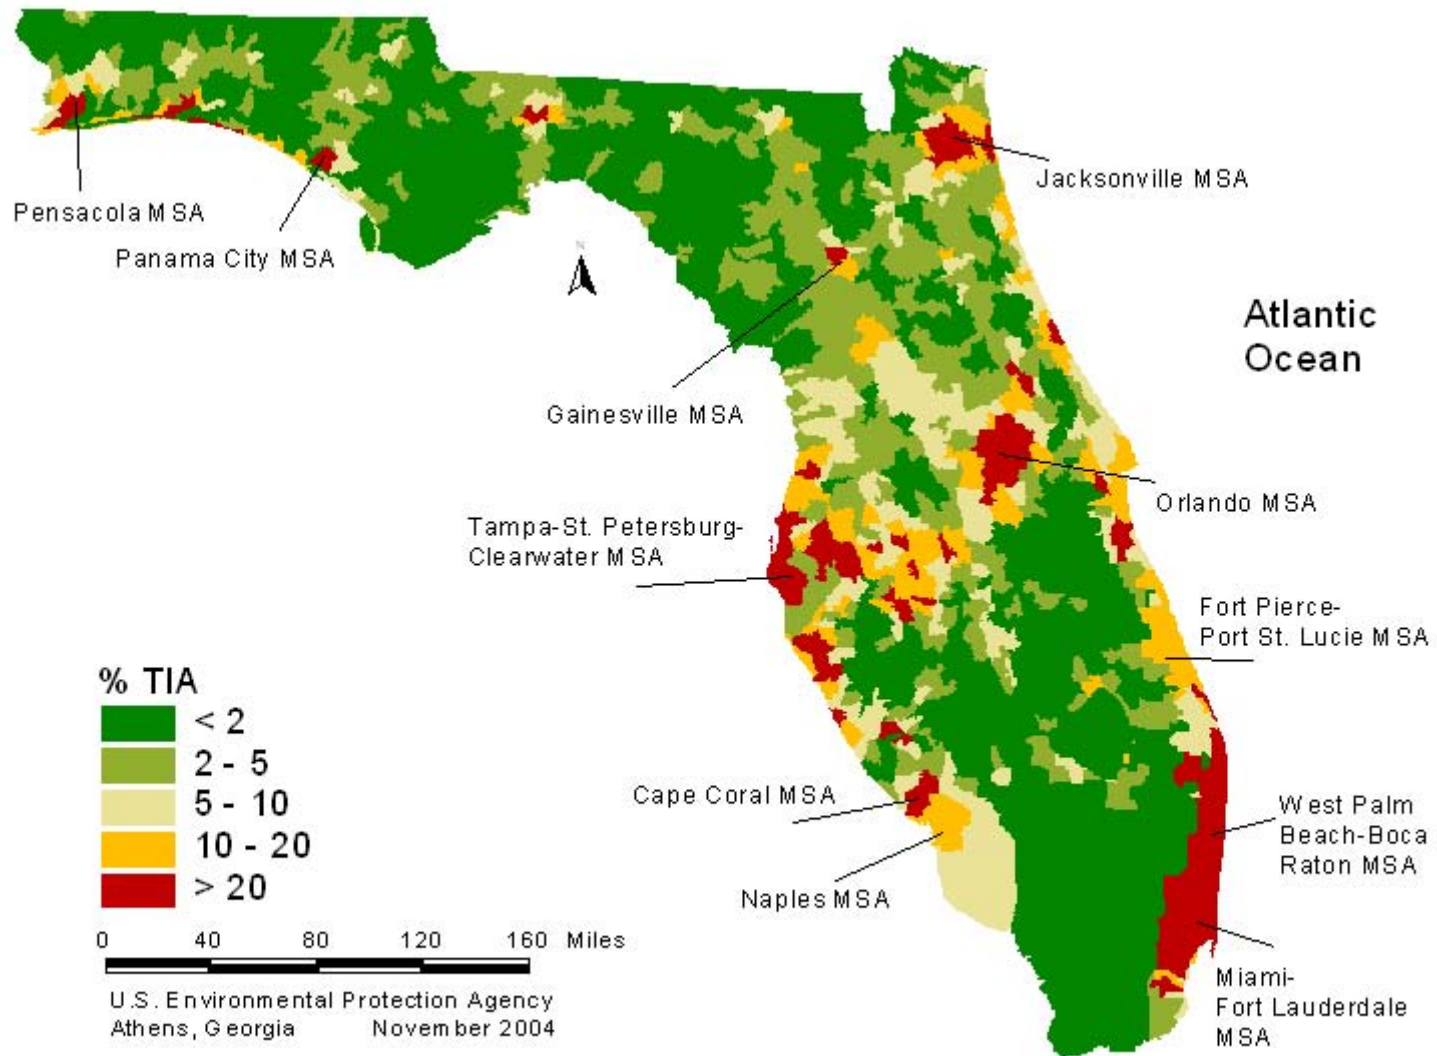 Jacksonville MSA
Pensacola MSA
Panama City MSA
N
Atlantic
Ocean
Gainesville MSA
Orlando MSA
Tampa-St. Petersburg-
Clearwater MSA
Fort Pierce-
Port St. Lucie MSA
% TIA
< 2
2 - 5
5 - 10
10 - 20
> 20
Cape Coral MSA
West Palm
Beach-Boca
Raton MSA
Naples MSA
0 40 80 120 160 Miles
U.S. Environmental Protection Agency
Athens, Georgia November 2004
Miami-
Fort Lauderdale
MSA